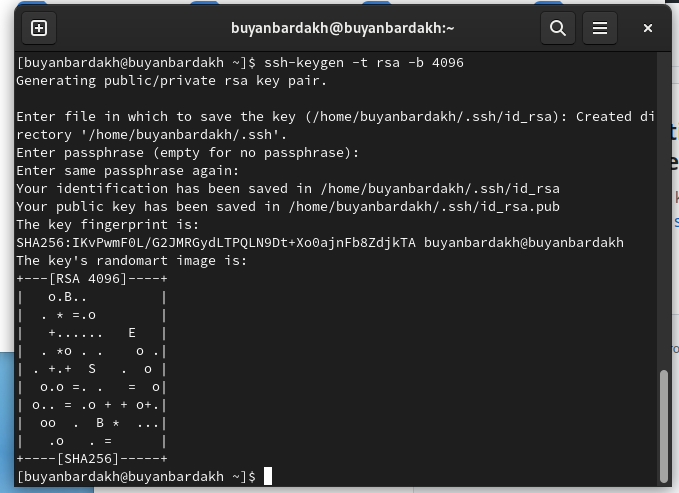 buyanbardakh@buyanbardakh:~
[buyanbardakh@buyanbardakh ~]$ ssh-keygen -t rsa -b 4096
Generating public/private rsa key pair.
Enter file in which to save the key (/home/buyanbardakh/.ssh/id_rsa): Created di
rectory '/home/buyanbardakh/.ssh'.
Enter passphrase (empty for no passphrase):
Enter same passphrase again:
Your identification has been saved in /home/buyanbardakh/.ssh/id_rsa
Your public key has been saved in /home/buyanbardakh/.ssh/id_rsa.pub
The key fingerprint is:
SHA256:IKvPwmF0L/G2JMRGydLTPQLN9Dt+Xo0ajnFb8ZdjkTA buyanbardakh@buyanbardakh
The key's randomart image is:
+---[RSA 4096]----+
|   o.B..         |
|  . * =.o        |
|   +......   E   |
|  . *o . .    o .|
| . +.+  S   .  o |
|  o.o =. .   =  o|
| o.. = .o + + o+.|
|  oo  .  B *  ...|
|   .o   . =      |
+----[SHA256]-----+
[buyanbardakh@buyanbardakh ~]$